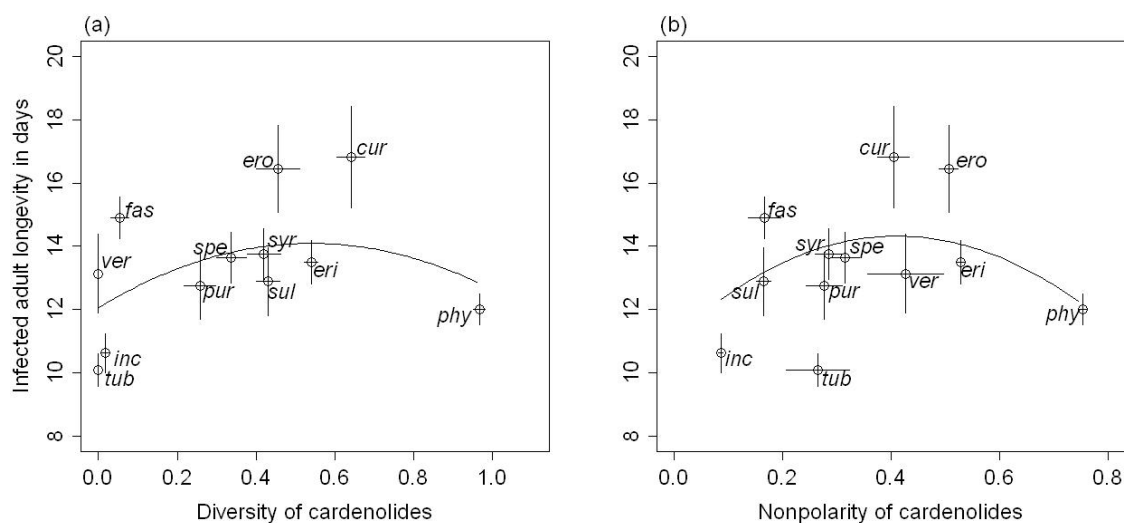 (a)
Infected adult longevity in days
20
18
16
14
12
10
8
ero
cur
fas
ver
spe
syr
pur
sul
eri
phy
inc
tub
0.0 0.2 0.4 0.6 0.8 1.0
Diversity of cardenolides
(b)
20
18
16
14
12
10
8
cur
ero
fas
syr
spe
sul
pur
ver
eri
phy
inc
tub
0.0 0.2 0.4 0.6 0.8
Nonpolarity of cardenolides